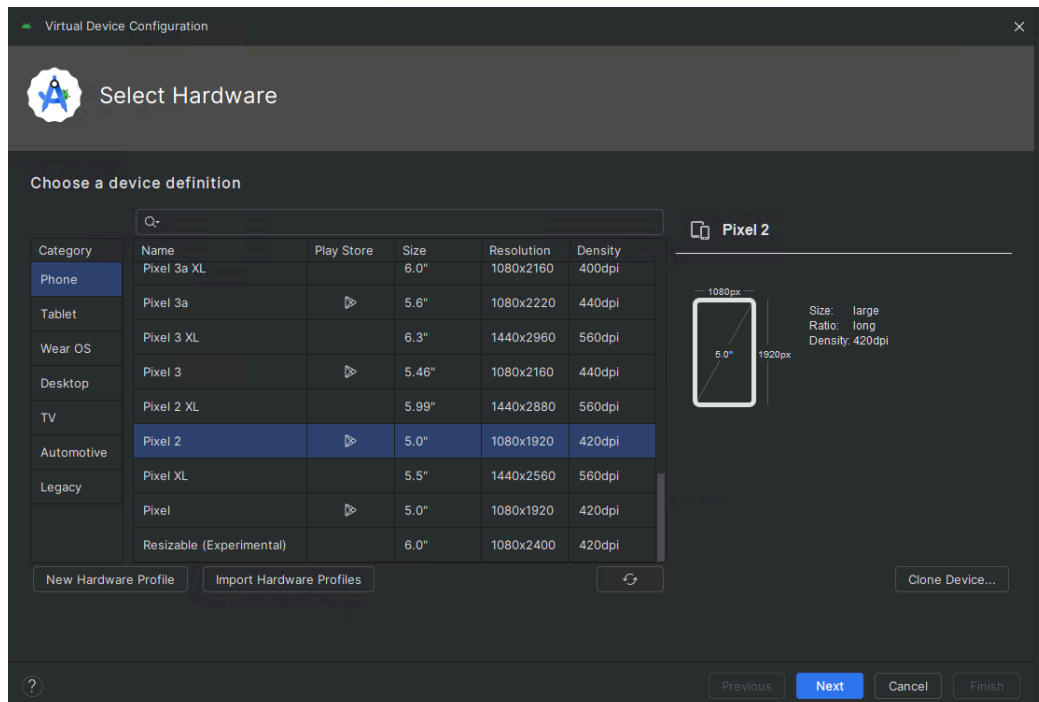 Virtual Device Configuration
Select Hardware
Choose a device definition
Category
Phone
Tablet
Wear OS
Desktop
TV
Automotive
Legacy
Name Play Store Size Resolution Density
Pixel 3a XL 6.0" 1080x2160 400dpi
Pixel 3a 5.6" 1080x2220 440dpi
Pixel 3 XL 6.3" 1440x2960 560dpi
Pixel 3 5.46" 1080x2160 440dpi
Pixel 2 XL 5.99" 1440x2880 560dpi
Pixel 2 5.0" 1080x1920 420dpi
Pixel XL 5.5" 1440x2560 560dpi
Pixel 5.0" 1080x1920 420dpi
Resizable (Experimental) 6.0" 1080x2400 420dpi
New Hardware Profile Import Hardware Profiles
Pixel 2
1080px
5.0" 1920px
Size: large
Ratio: long
Density: 420dpi
Clone Device...
? Previous Next Cancel Finish